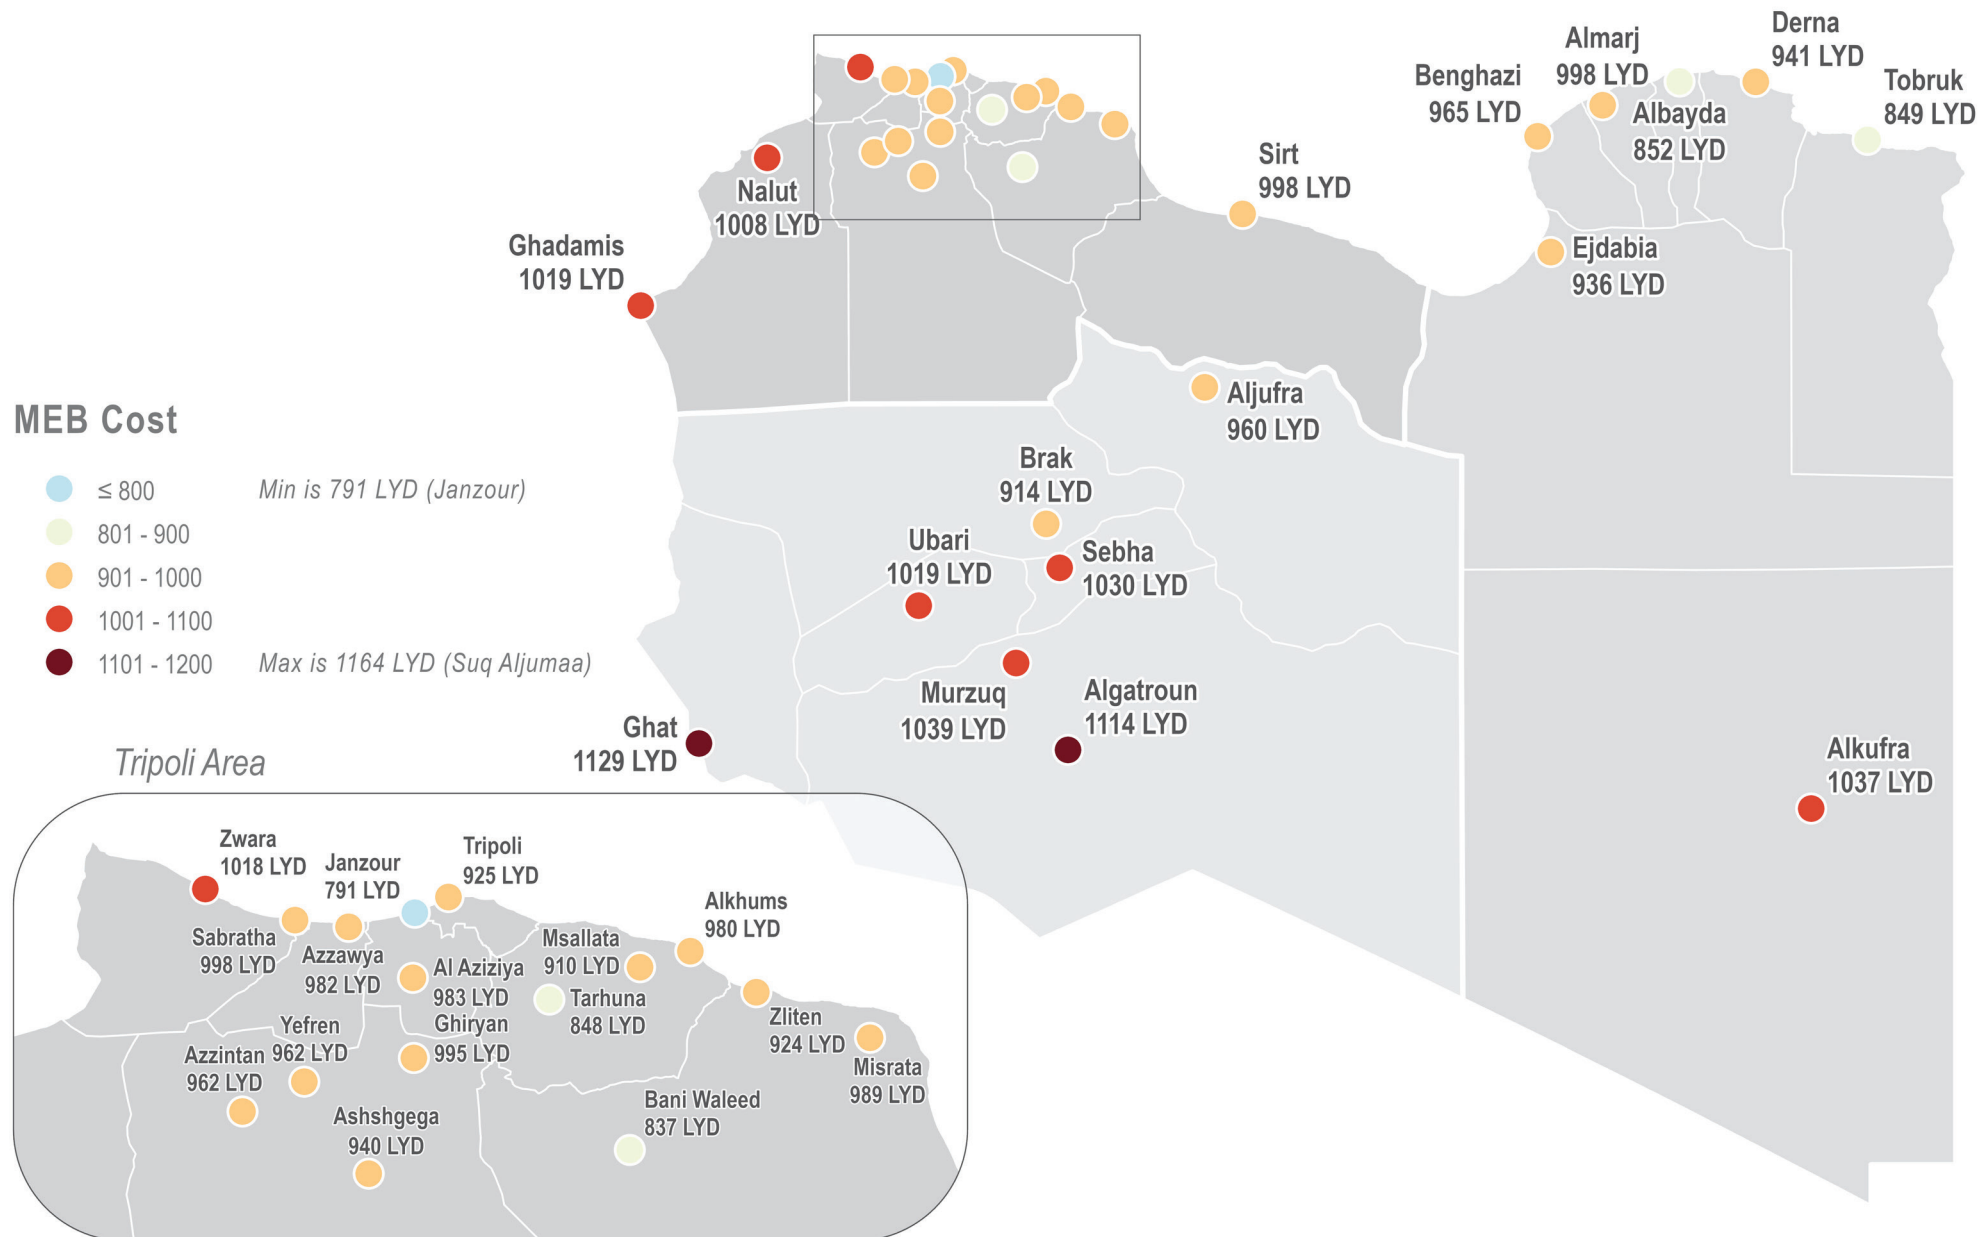 Derna
941 LYD
Almarj
998 LYD
Benghazi
965 LYD
Tobruk
849 LYD
Albayda
852 LYD
Sirt
998 LYD
Nalut
1008 LYD
Ghadamis
1019 LYD
Ejdabia
936 LYD
Aljufra
960 LYD
MEB Cost
≤ 800
Min is 791 LYD (Janzour)
801 - 900
901 - 1000
1001 - 1100
1101 - 1200
Max is 1164 LYD (Suq Aljumaa)
Brak
914 LYD
Ubari
1019 LYD
Sebha
1030 LYD
Murzuq
1039 LYD
Algatroun
1114 LYD
Ghat
1129 LYD
Alkufra
1037 LYD
Tripoli Area
Zwara
1018 LYD
Janzour
791 LYD
Tripoli
925 LYD
Alkhums
980 LYD
Sabratha
998 LYD
Azzawya
982 LYD
Msallata
910 LYD
Al Aziziya
983 LYD
Tarhuna
848 LYD
Ghiryan
995 LYD
Yefren
962 LYD
Azzintan
962 LYD
Zliten
924 LYD
Misrata
989 LYD
Ashshgega
940 LYD
Bani Waleed
837 LYD